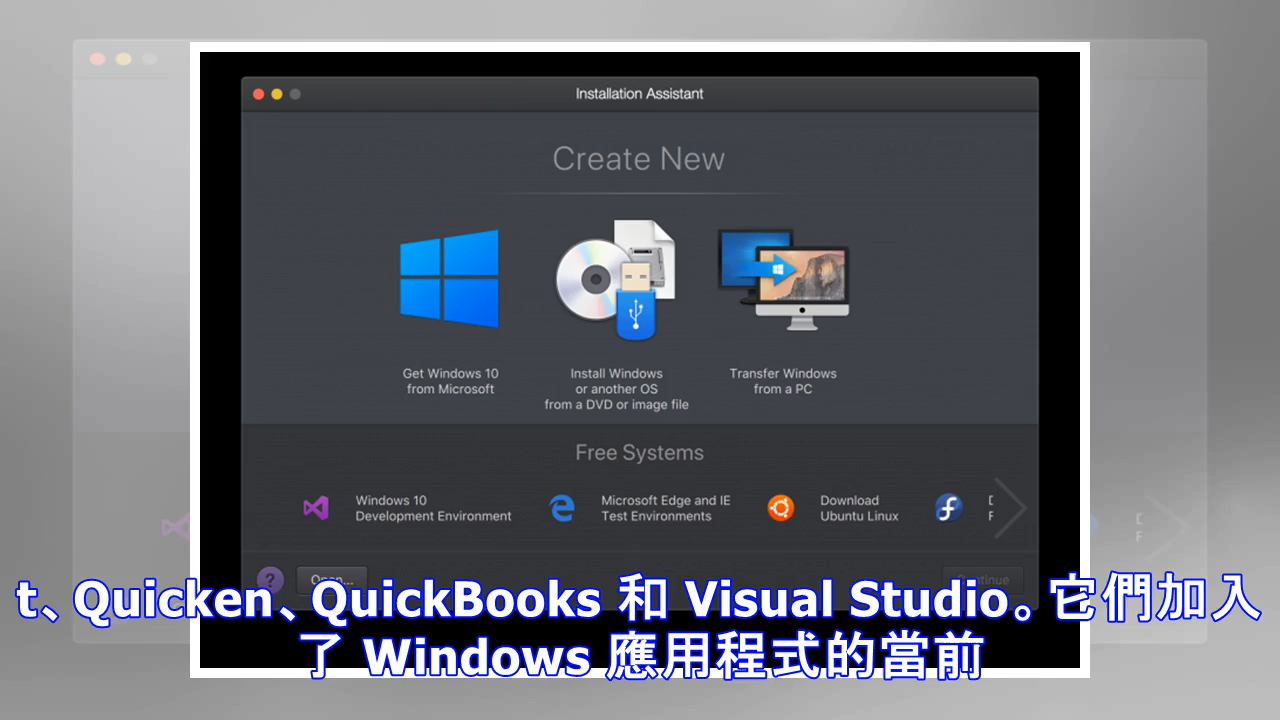 Installation Assistant
Create New
Get Windows 10
from Microsoft
Install Windows
or another OS
from a DVD or image file
Transfer Windows
from a PC
Free Systems
Windows 10
Development Environment
Microsoft Edge and IE
Test Environments
Download
Ubuntu Linux
?
Open...
t、Quicken、QuickBooks 和 Visual Studio。它們加入
了 Windows 應用程式的當前